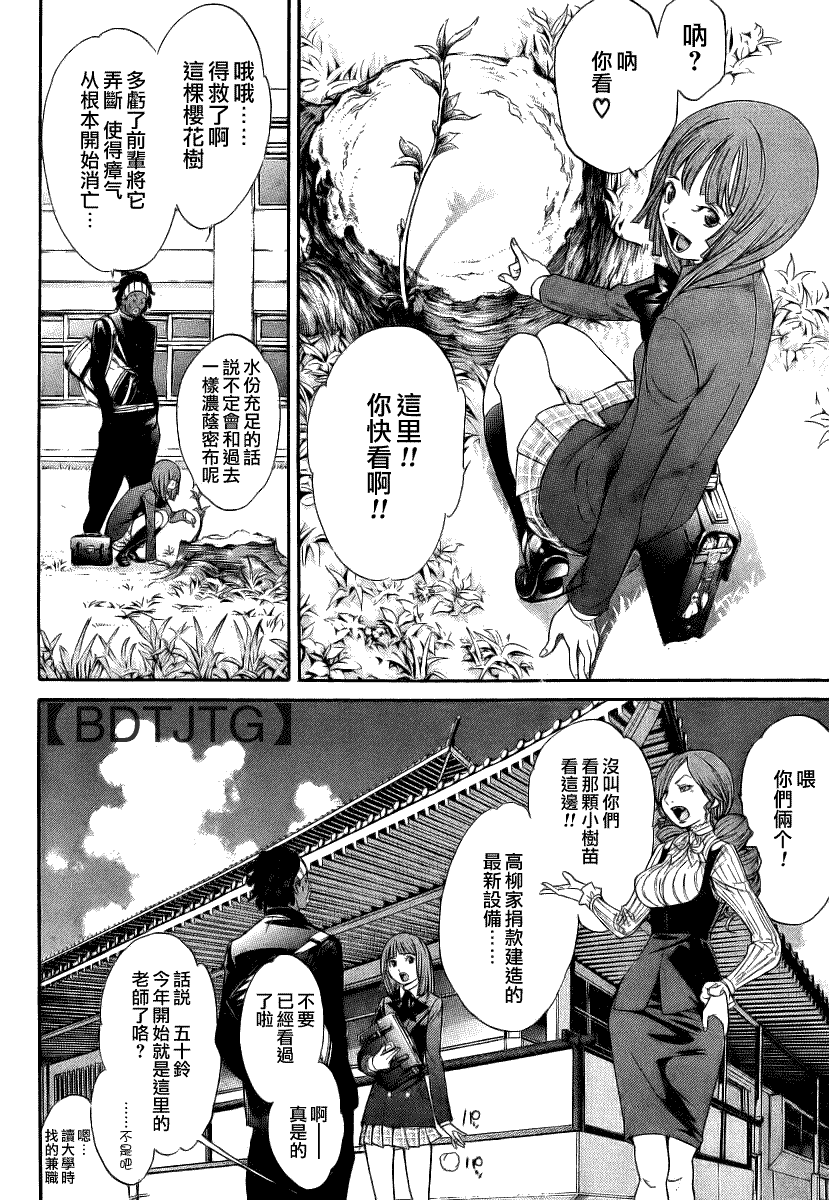 吶？
吶
你看♡
這里!!
你快看啊!!
哦哦……
得救了啊
這棵櫻花樹
多虧了前輩將它
弄斷 使得瘴气
从根本開始消亡…
水份充足的話
說不定會和過去
一樣濃蔭密布呢
【BDTJTG】
喂
你們倆个！
沒叫你們
看那顆小樹苗
看這邊!!
高柳家捐款建造的
最新設備……
不要
已經看過
了啦
啊——
真是的
話說 五十鈴
今年開始就是這里的
老師了咯？
……不是吧
嗯…
讀大學時
找的兼職